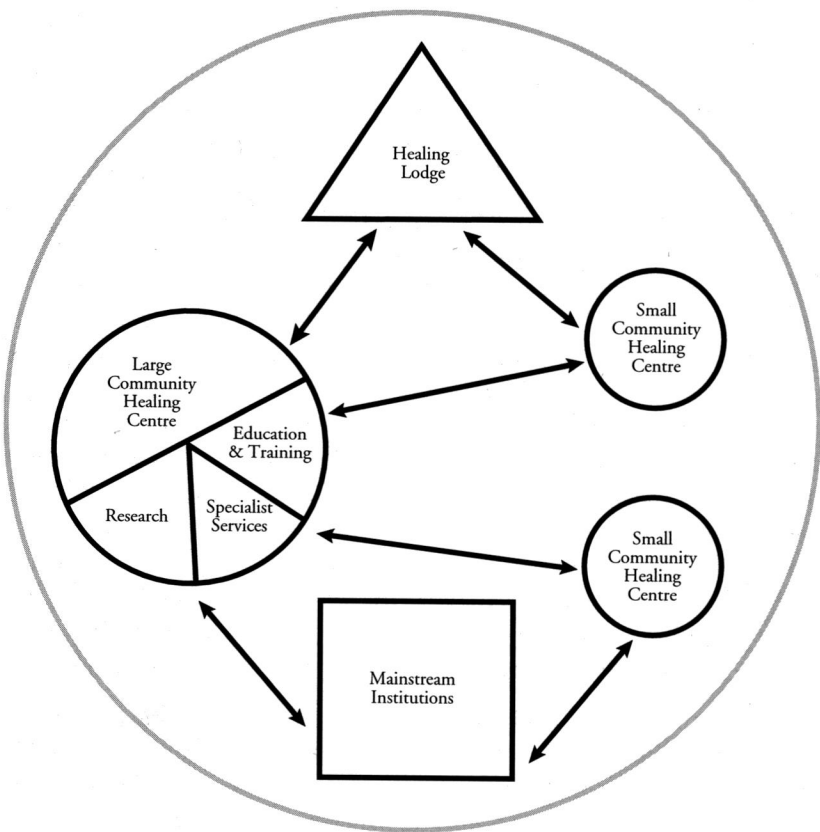 Healing
Lodge
Small
Community
Healing
Centre
Large
Community
Healing
Centre
Education
& Training
Research
Specialist
Services
Small
Community
Healing
Centre
Mainstream
Institutions